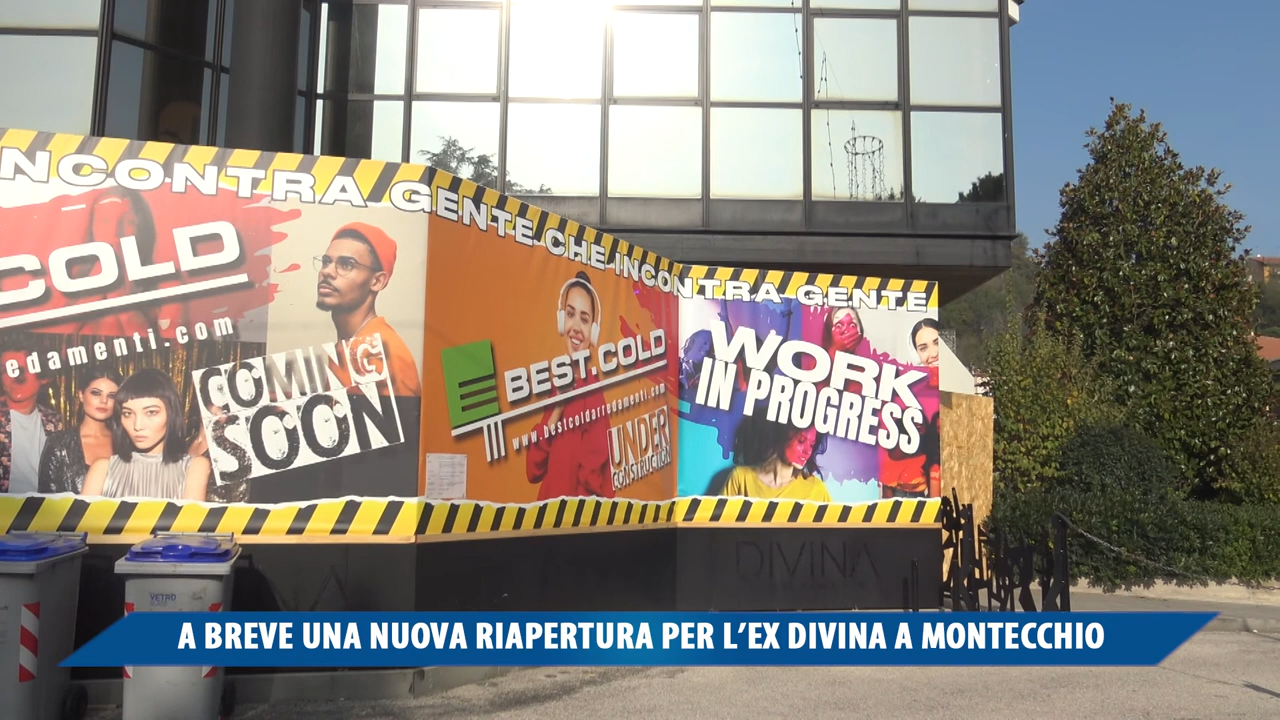 INCONTRA GENTE CHE INCONTRA GENTE
COLD
edamenti.com
COMING
SOON
BEST.COLD
www.bestcoldarredamenti.com
UNDER
CONSTRUCTION
WORK
IN PROGRESS
DIVINA
VETRO
A BREVE UNA NUOVA RIAPERTURA PER L'EX DIVINA A MONTECCHIO